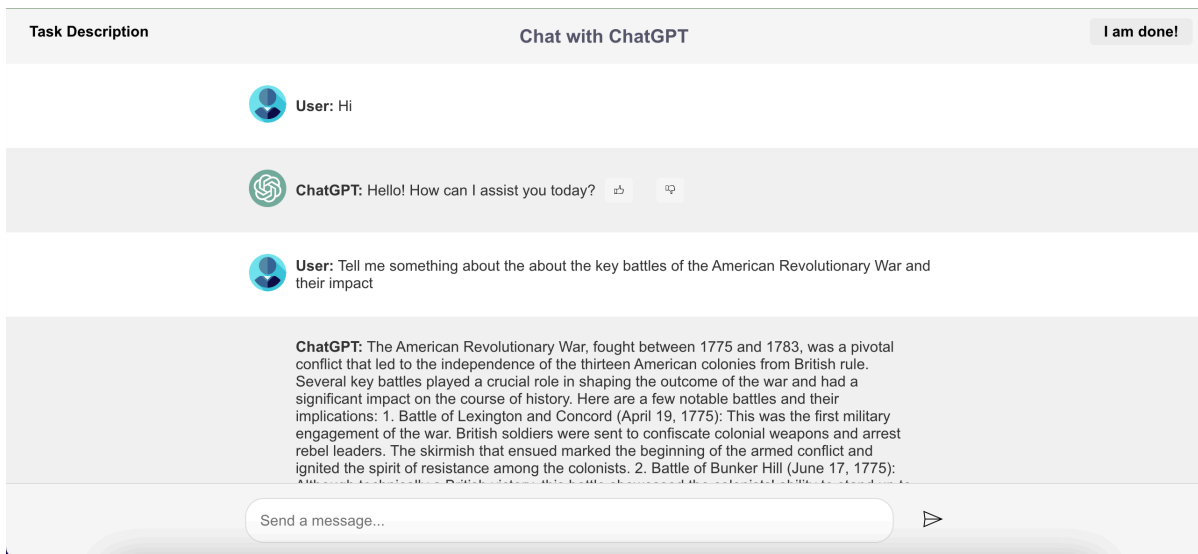 Task Description
Chat with ChatGPT
I am done!
User: Hi
ChatGPT: Hello! How can I assist you today?
User: Tell me something about the about the key battles of the American Revolutionary War and
their impact
ChatGPT: The American Revolutionary War, fought between 1775 and 1783, was a pivotal
conflict that led to the independence of the thirteen American colonies from British rule.
Several key battles played a crucial role in shaping the outcome of the war and had a
significant impact on the course of history. Here are a few notable battles and their
implications: 1. Battle of Lexington and Concord (April 19, 1775): This was the first military
engagement of the war. British soldiers were sent to confiscate colonial weapons and arrest
rebel leaders. The skirmish that ensued marked the beginning of the armed conflict and
ignited the spirit of resistance among the colonists. 2. Battle of Bunker Hill (June 17, 1775):
Send a message...